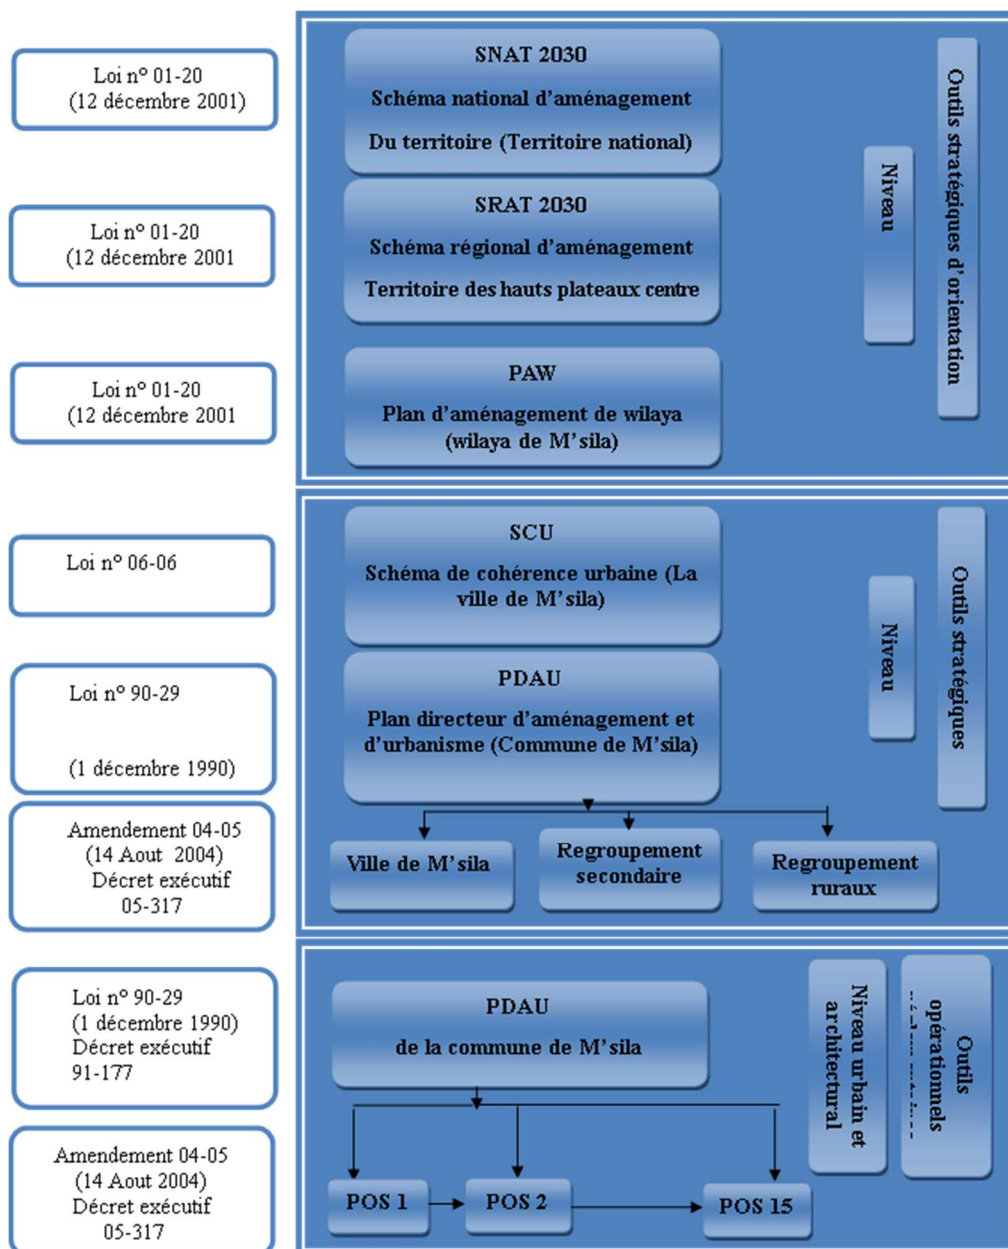 Loi n° 01-20
(12 décembre 2001)
SNAT 2030
Schéma national d'aménagement
Du territoire (Territoire national)
Loi n° 01-20
(12 décembre 2001
SRAT 2030
Schéma régional d'aménagement
Territoire des hauts plateaux centre
Loi n° 01-20
(12 décembre 2001
PAW
Plan d'aménagement de wilaya
(wilaya de M'sila)
Niveau
Outils stratégiques d'orientation
Loi n° 06-06
SCU
Schéma de cohérence urbaine (La
ville de M'sila)
Loi n° 90-29
(1 décembre 1990)
PDAU
Plan directeur d'aménagement et
d'urbanisme (Commune de M'sila)
Amendement 04-05
(14 Aout 2004)
Décret exécutif
05-317
Ville de M'sila
Regroupement
secondaire
Regroupement
ruraux
Niveau
Outils stratégiques
Loi n° 90-29
(1 décembre 1990)
Décret exécutif
91-177
PDAU
de la commune de M'sila
Amendement 04-05
(14 Aout 2004)
Décret exécutif
05-317
POS 1
POS 2
POS 15
Niveau urbain et
architectural
Outils
opérationnels